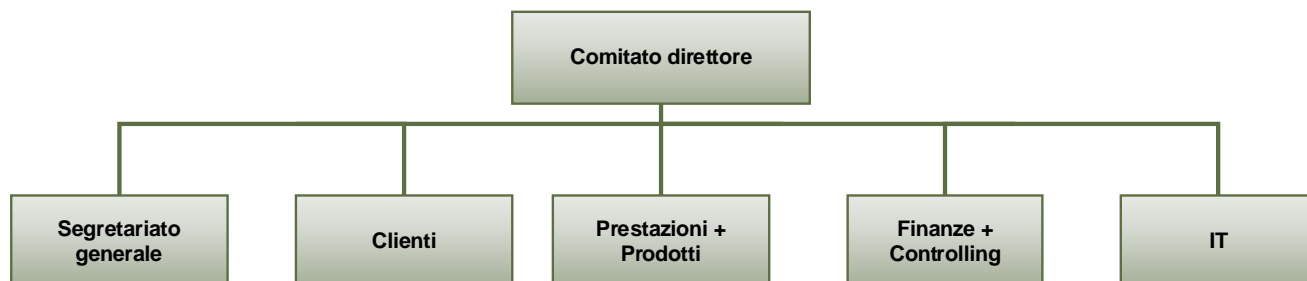 Comitato direttore
Segretariato
generale
Clienti
Prestazioni +
Prodotti
Finanze +
Controlling
IT